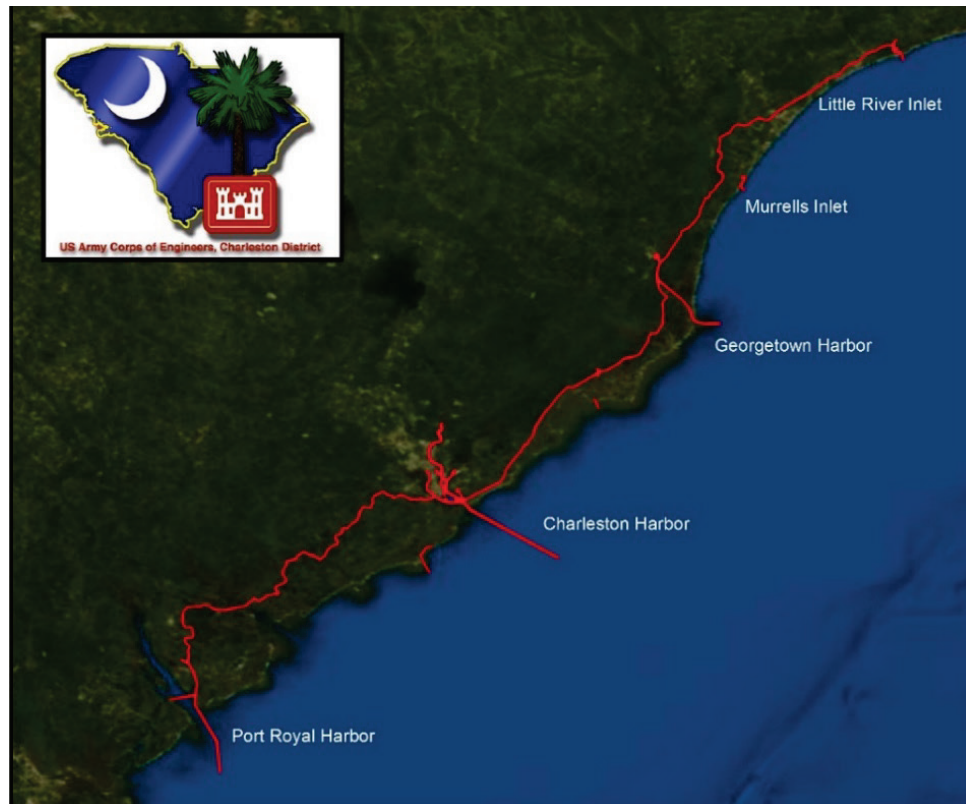 US Army Corps of Engineers, Charleston District
Little River Inlet
Murrells Inlet
Georgetown Harbor
Charleston Harbor
Port Royal Harbor